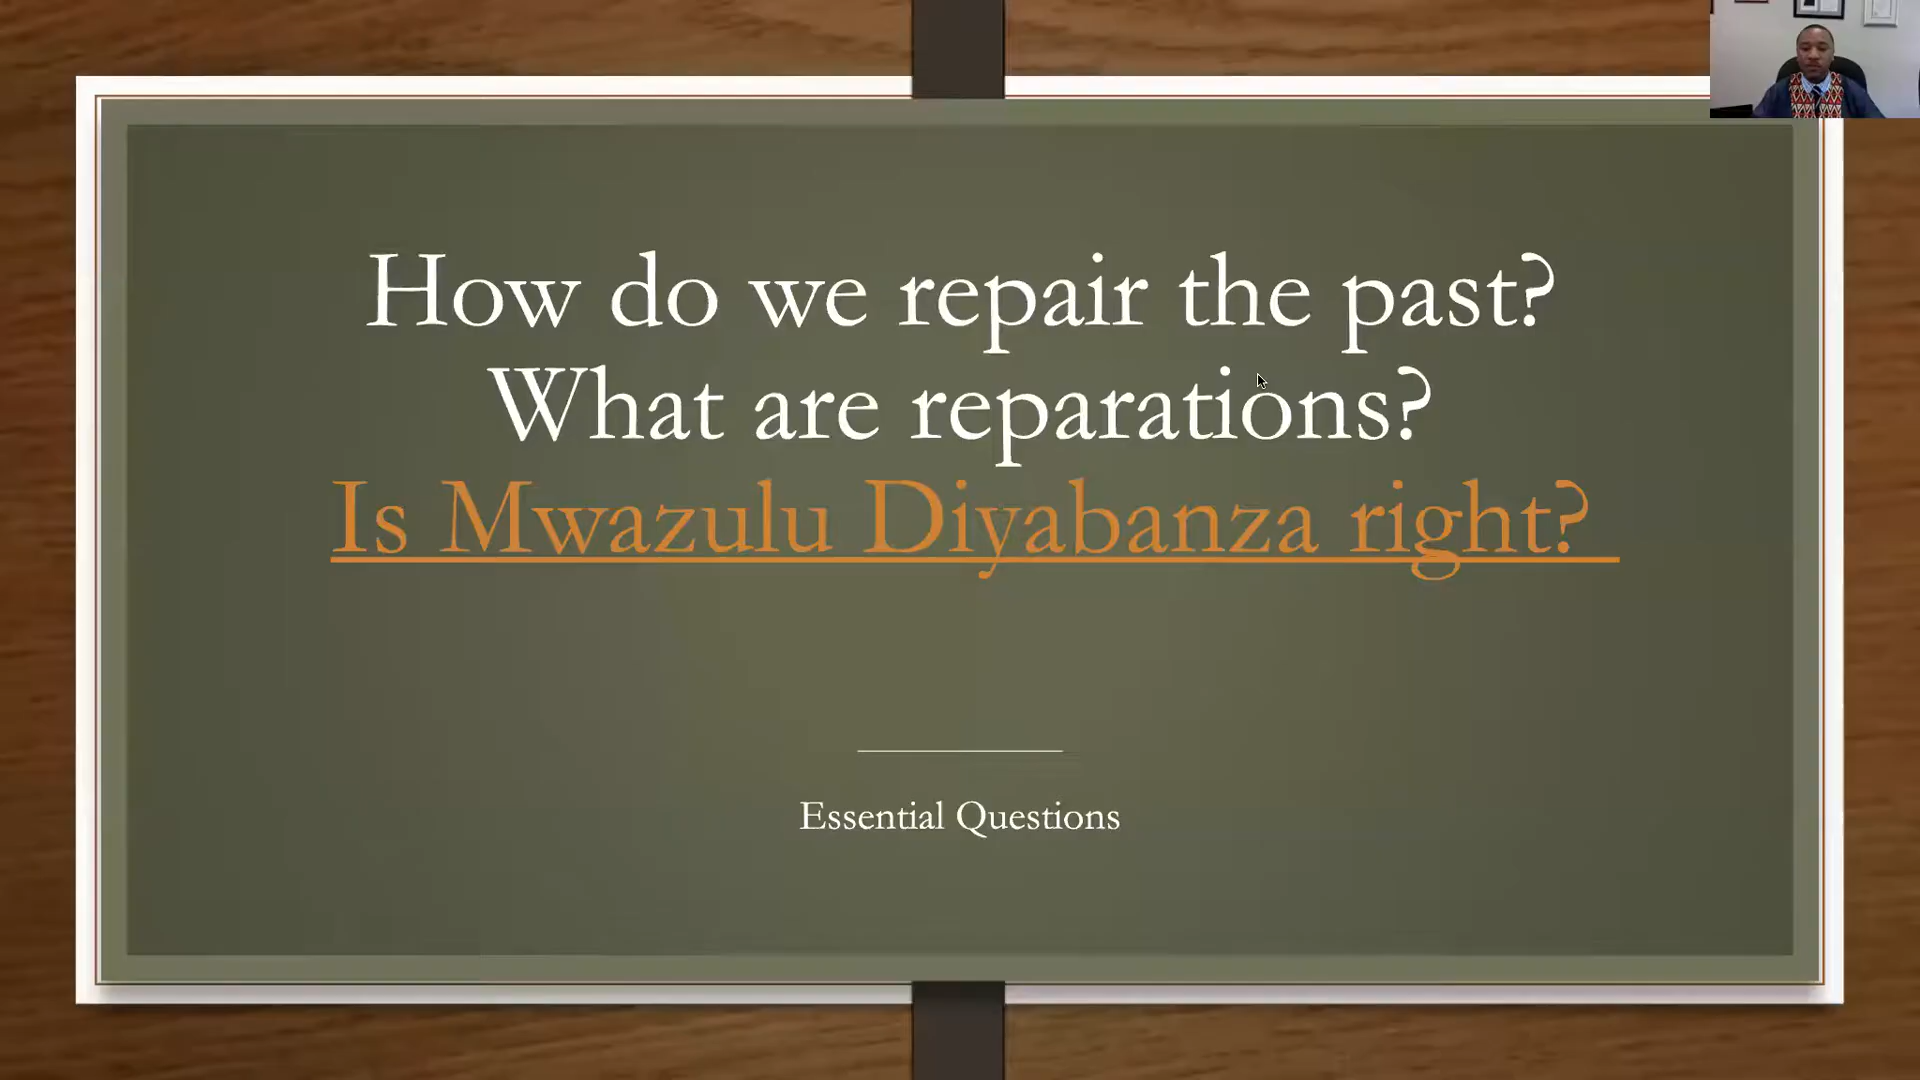 How do we repair the past?
What are reparations?
Is Mwazulu Diyabanza right?
Essential Questions